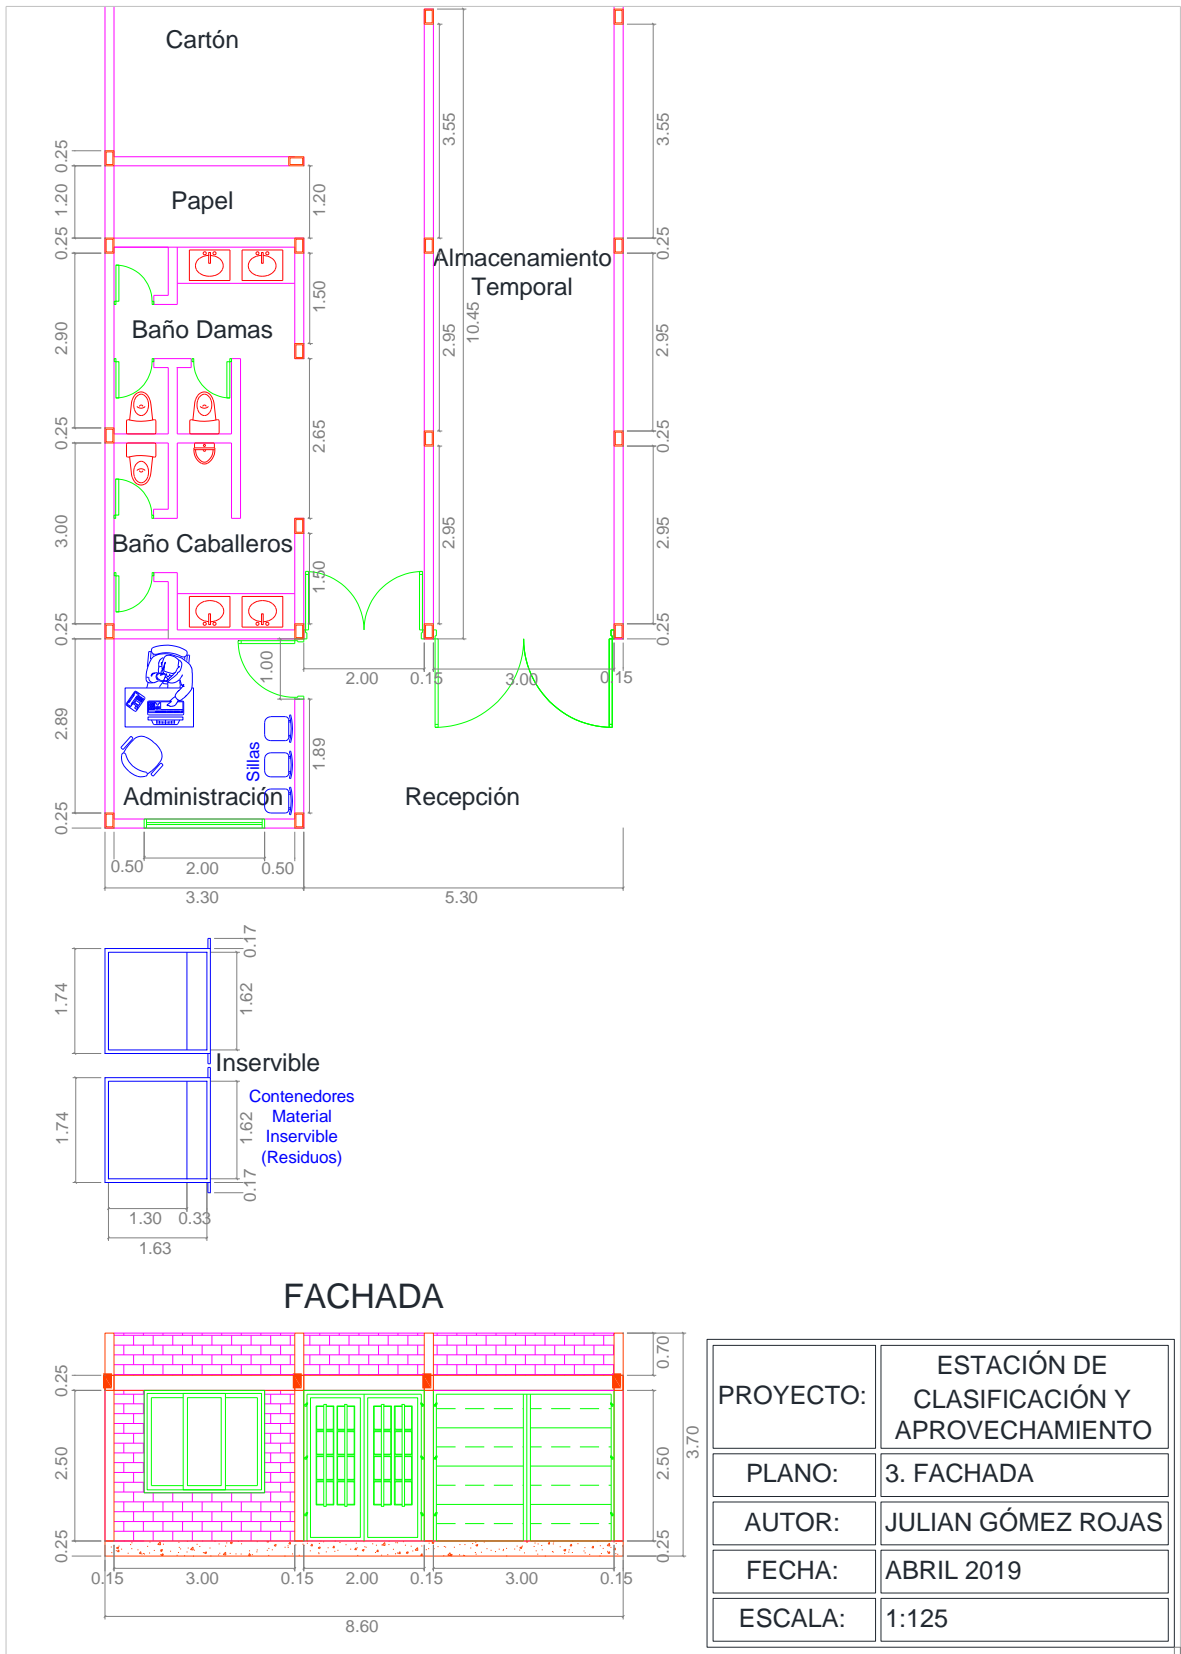 Cartón
3.55
3.55
0.25
1.20
Papel
1.20
0.25
0.25
Almacenamiento
Temporal
1.50
10.45
2.90
Baño Damas
2.95
2.95
0.25
2.65
0.25
3.00
2.95
2.95
Baño Caballeros
1.50
0.25
0.25
1.00
2.00
0.15
3.00
0.15
2.89
Sillas
1.89
Administración
Recepción
0.25
0.50
2.00
0.50
3.30
5.30
0.17
1.74
1.62
Inservible
Contenedores
Material
Inservible
(Residuos)
1.74
1.62
0.17
1.30
0.33
1.63
FACHADA
0.25
0.70
2.50
2.50
3.70
0.25
0.25
0.15
3.00
0.15
2.00
0.15
3.00
0.15
8.60
PROYECTO:
ESTACIÓN DE
CLASIFICACIÓN Y
APROVECHAMIENTO
PLANO:
3. FACHADA
AUTOR:
JULIAN GÓMEZ ROJAS
FECHA:
ABRIL 2019
ESCALA:
1:125